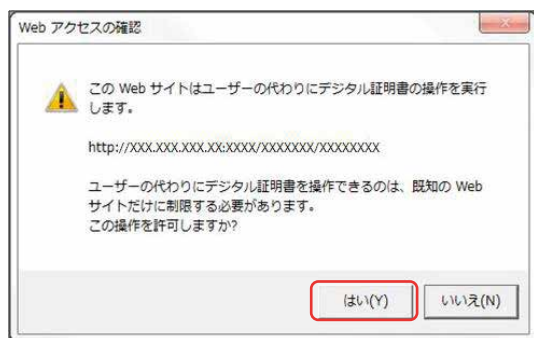 Web アクセスの確認
この Web サイトはユーザーの代わりにデジタル証明書の操作を実行
します。
http://XXX.XXX.XXX.XX:XXXX/XXXXXXX/XXXXXXXX
ユーザーの代わりにデジタル証明書を操作できるのは、既知の Web
サイトだけに制限する必要があります。
この操作を許可しますか?
はい(Y) いいえ(N)